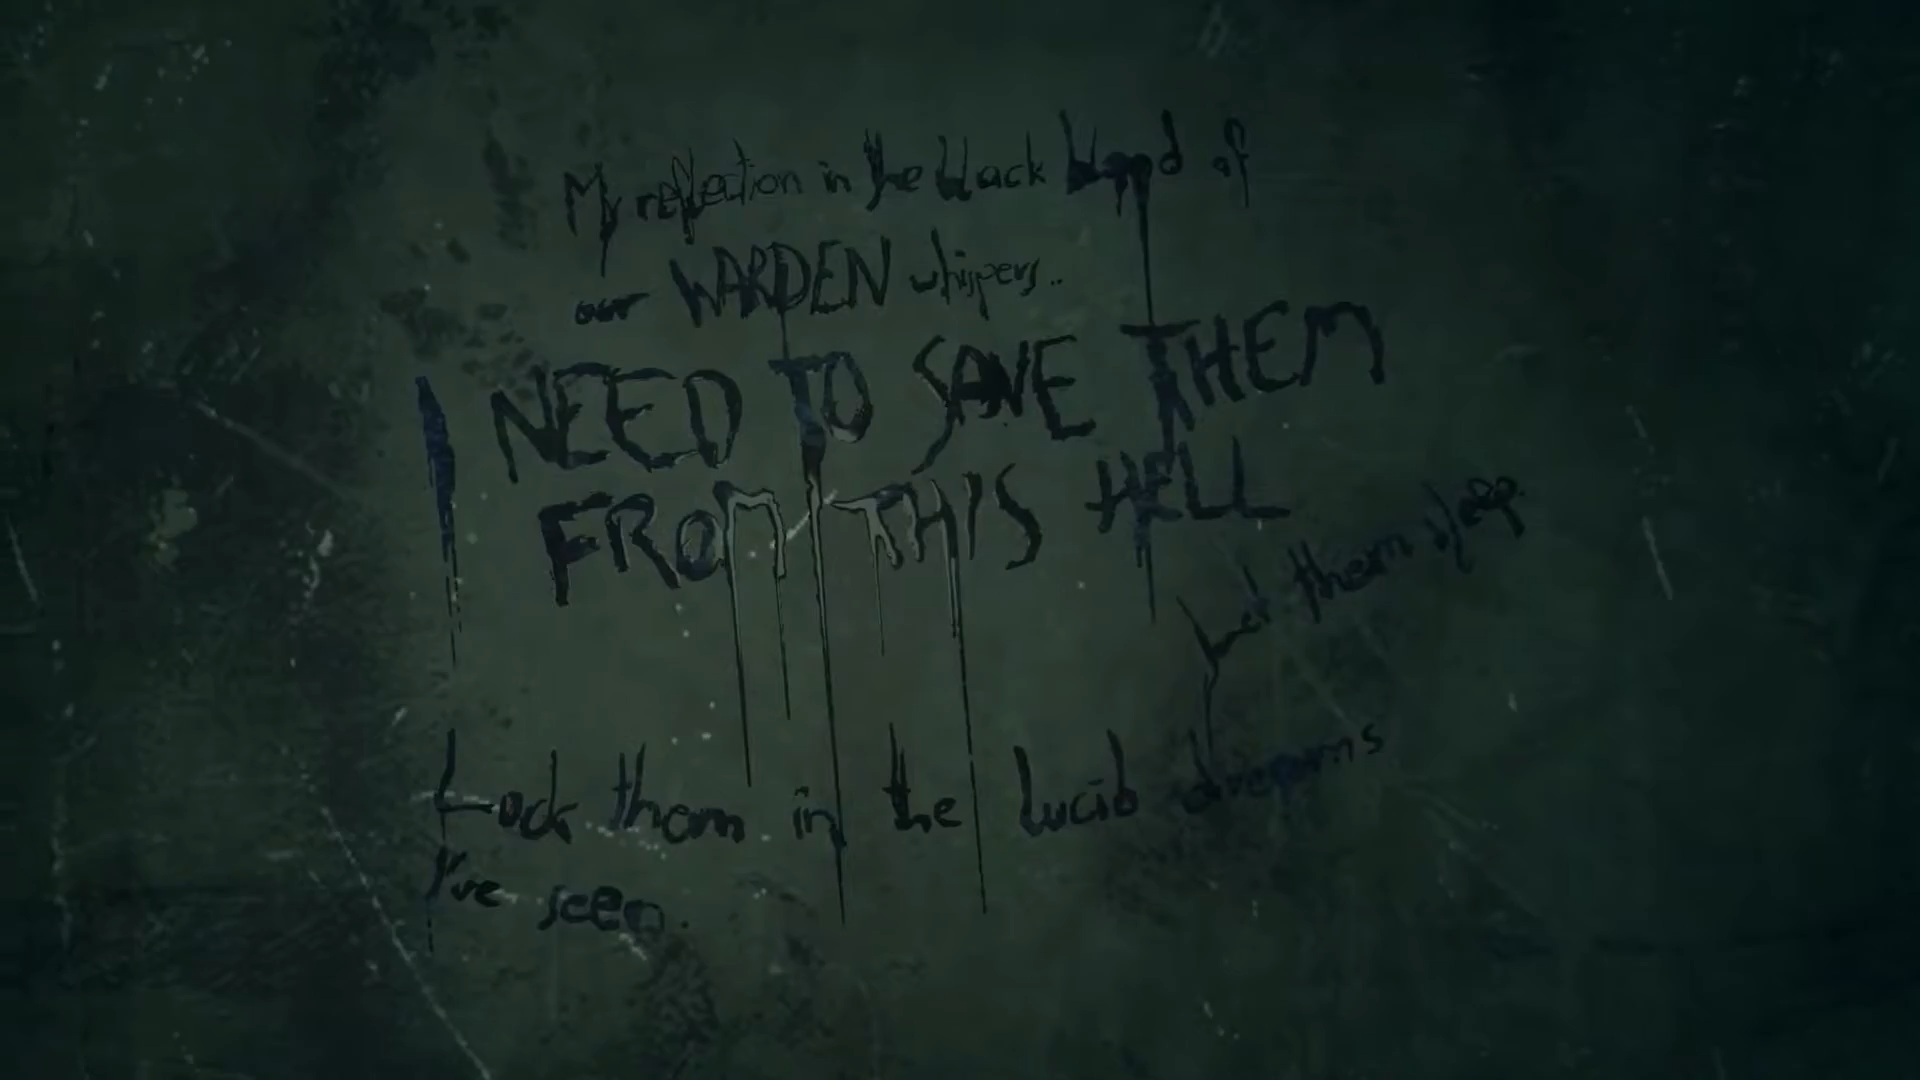 My reflection in the black blood of
our WARDEN whispers..
I NEED TO SAVE THEM
FROM THIS HELL
Let them sleep.
Lock them in the lucid dreams
I've seen.